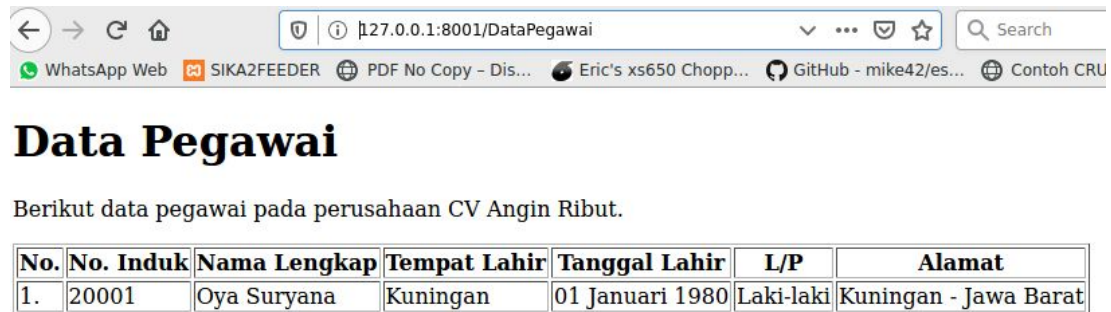 127.0.0.1:8001/DataPegawai
Search
WhatsApp Web SIKA2FEEDER PDF No Copy – Dis... Eric's xs650 Chopp... GitHub - mike42/es... Contoh CRU
Data Pegawai
Berikut data pegawai pada perusahaan CV Angin Ribut.
No. No. Induk Nama Lengkap Tempat Lahir Tanggal Lahir L/P Alamat
1. 20001 Oya Suryana Kuningan 01 Januari 1980 Laki-laki Kuningan - Jawa Barat